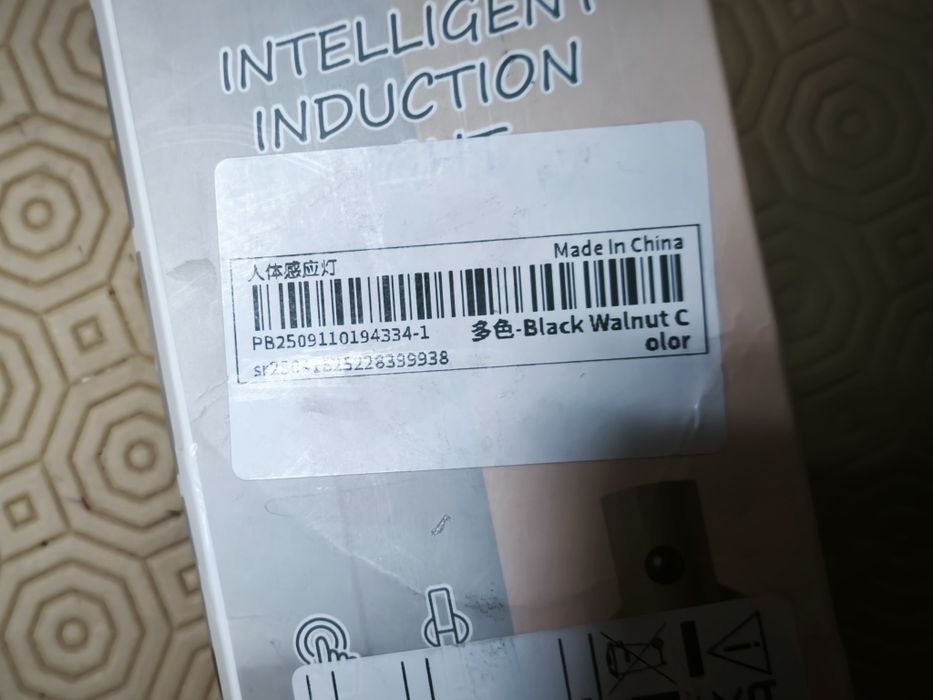 INTELLIGENT
INDUCTION
人体感应灯
Made In China
PB2509110194334-1
多色-Black Walnut C
olor